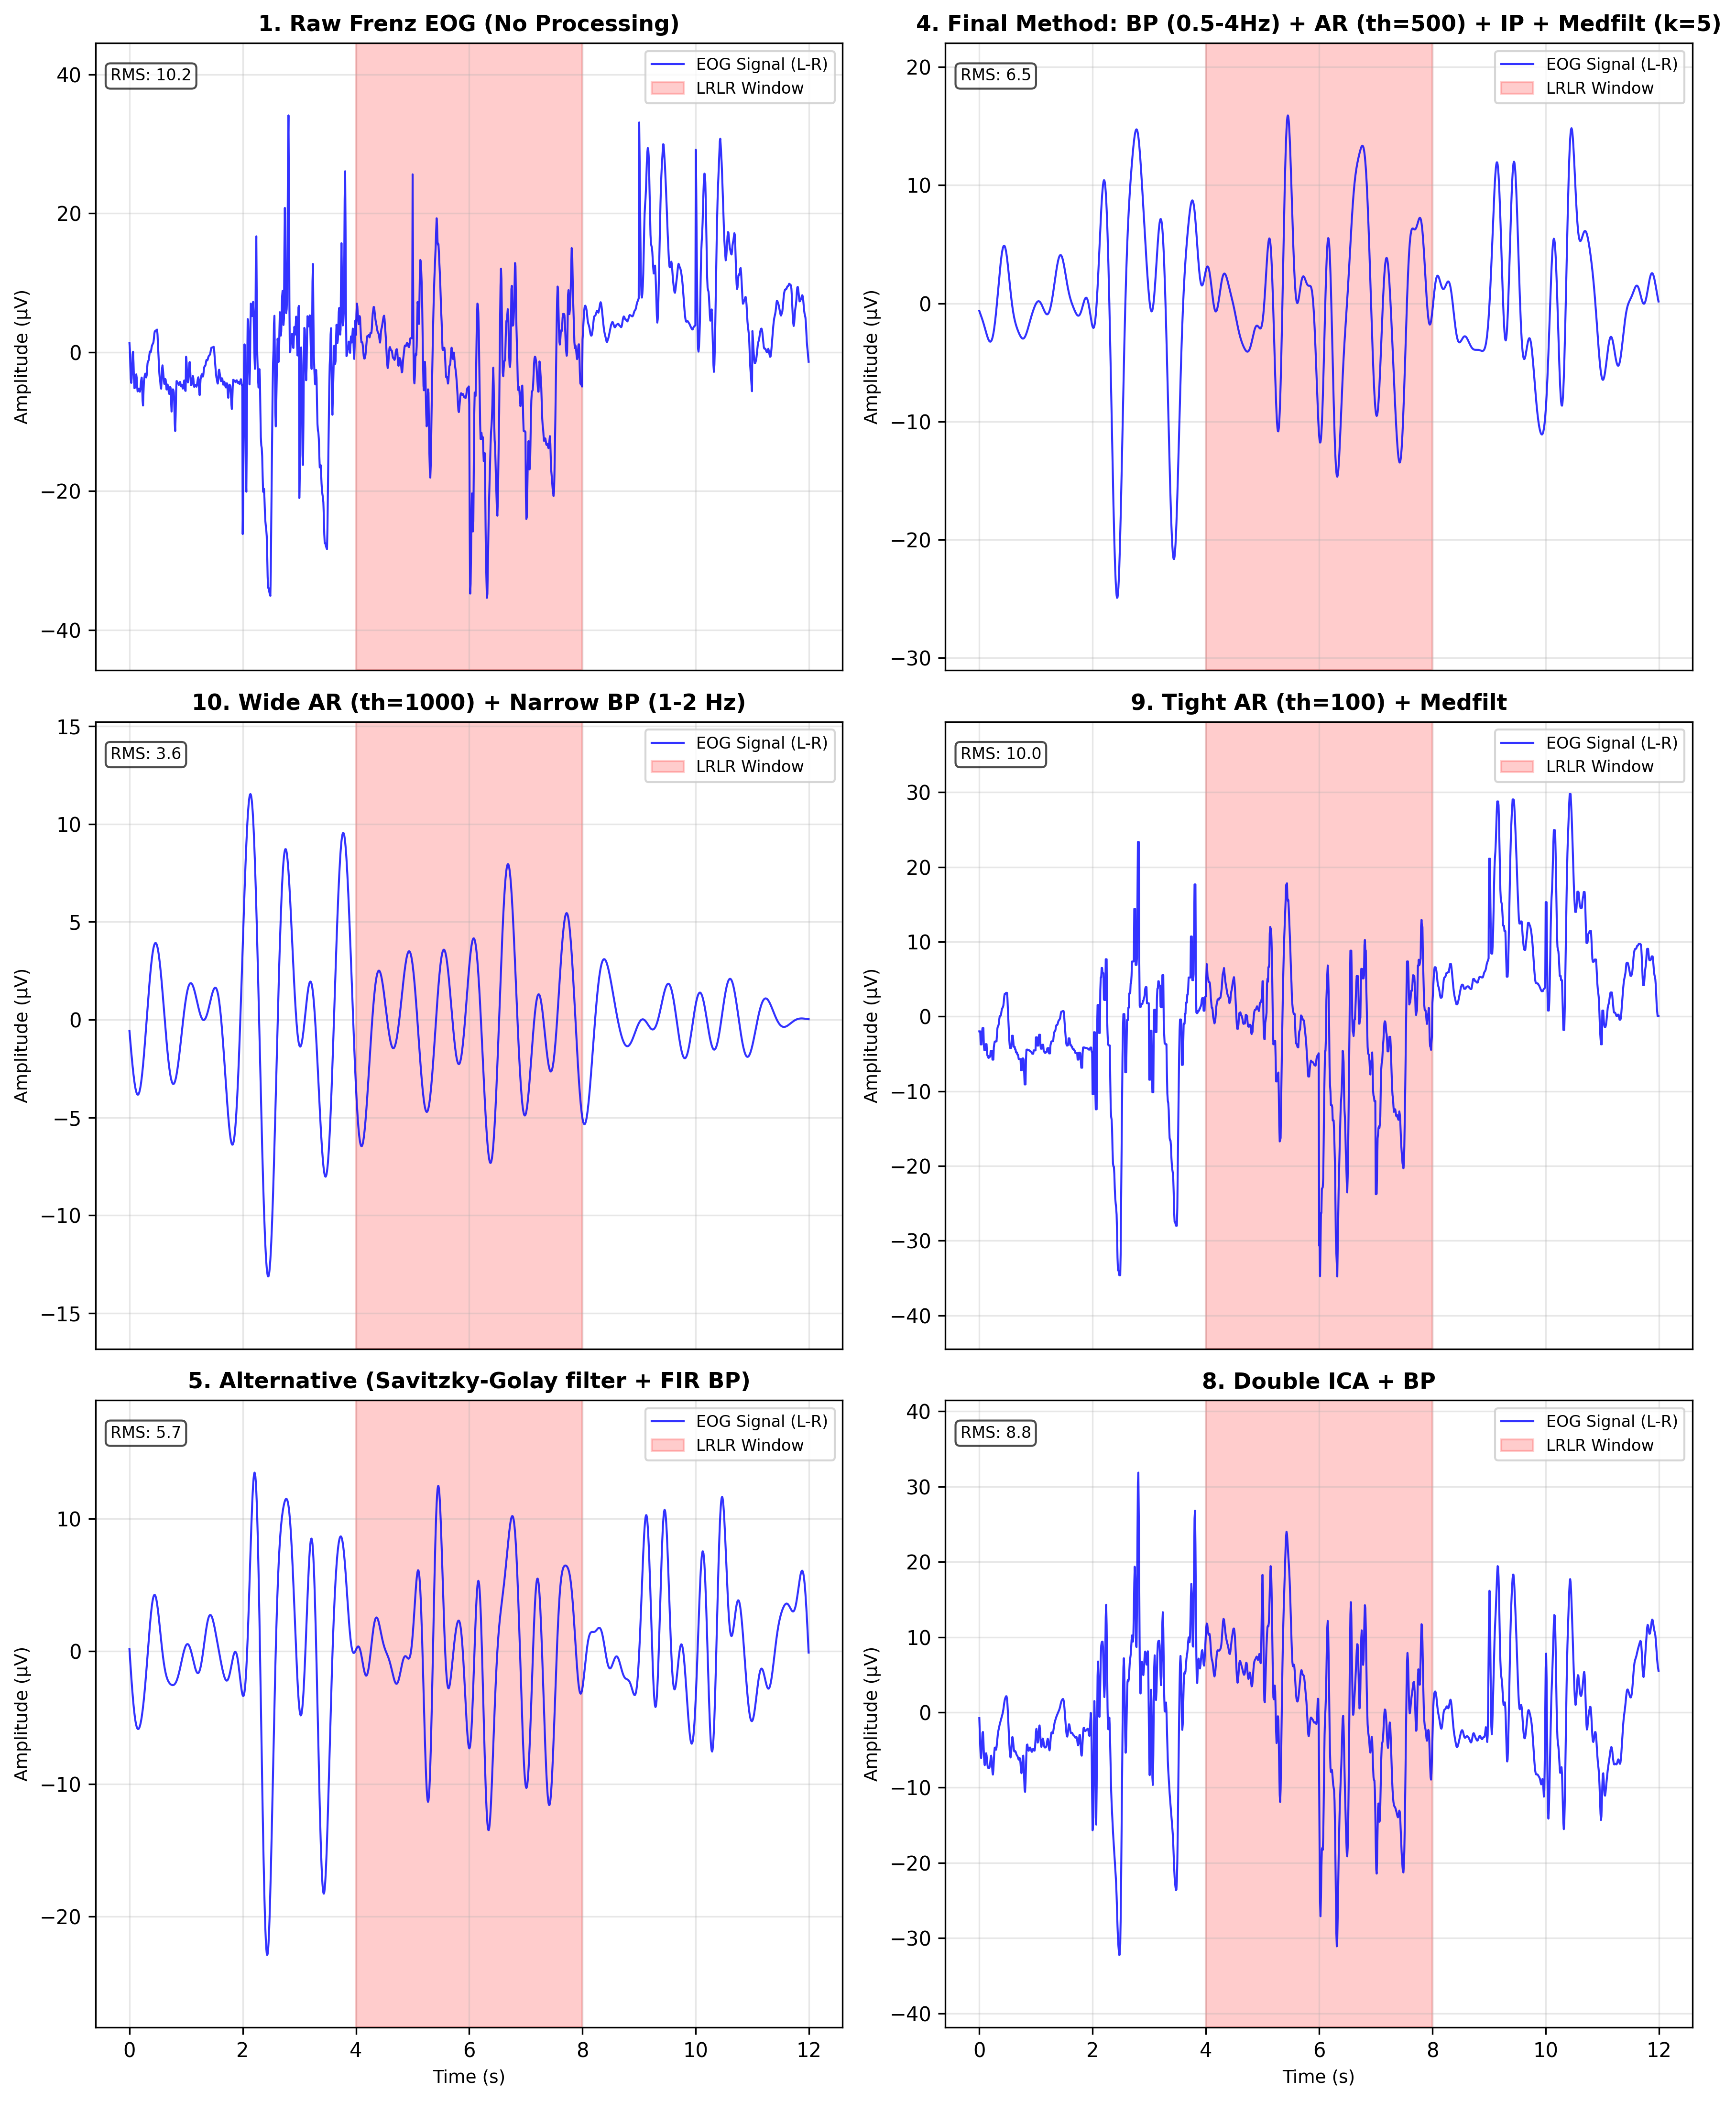 1. Raw Frenz EOG (No Processing)
RMS: 10.2
EOG Signal (L-R)
LRLR Window
Amplitude (µV)
40
20
0
−20
−40
4. Final Method: BP (0.5-4Hz) + AR (th=500) + IP + Medfilt (k=5)
RMS: 6.5
EOG Signal (L-R)
LRLR Window
Amplitude (µV)
20
10
0
−10
−20
−30
10. Wide AR (th=1000) + Narrow BP (1-2 Hz)
RMS: 3.6
EOG Signal (L-R)
LRLR Window
Amplitude (µV)
15
10
5
0
−5
−10
−15
9. Tight AR (th=100) + Medfilt
RMS: 10.0
EOG Signal (L-R)
LRLR Window
Amplitude (µV)
30
20
10
0
−10
−20
−30
−40
5. Alternative (Savitzky-Golay filter + FIR BP)
RMS: 5.7
EOG Signal (L-R)
LRLR Window
Amplitude (µV)
10
0
−10
−20
0 2 4 6 8 10 12
Time (s)
8. Double ICA + BP
RMS: 8.8
EOG Signal (L-R)
LRLR Window
Amplitude (µV)
40
30
20
10
0
−10
−20
−30
−40
0 2 4 6 8 10 12
Time (s)